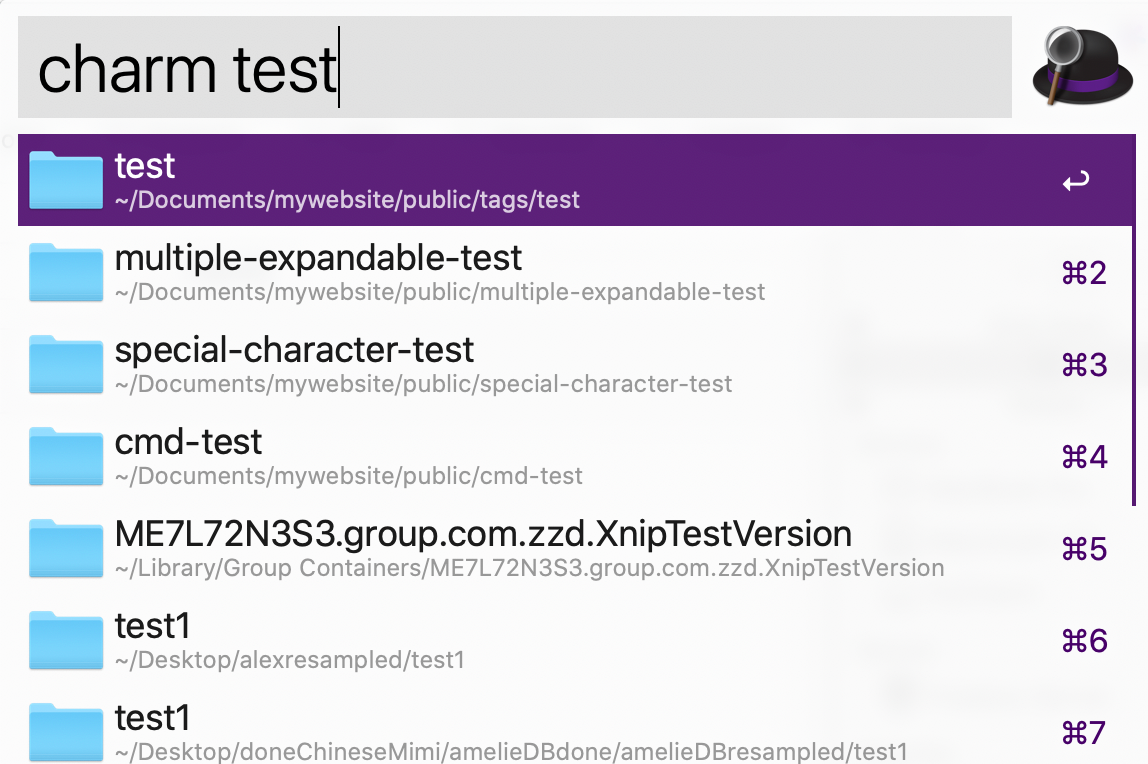 charm test
test
~/Documents/mywebsite/public/tags/test
multiple-expandable-test
~/Documents/mywebsite/public/multiple-expandable-test
⌘2
special-character-test
~/Documents/mywebsite/public/special-character-test
⌘3
cmd-test
~/Documents/mywebsite/public/cmd-test
⌘4
ME7L72N3S3.group.com.zzd.XnipTestVersion
~/Library/Group Containers/ME7L72N3S3.group.com.zzd.XnipTestVersion
⌘5
test1
~/Desktop/alexresampled/test1
⌘6
test1
~/Desktop/doneChineseMimi/amelieDBdone/amelieDBresampled/test1
⌘7